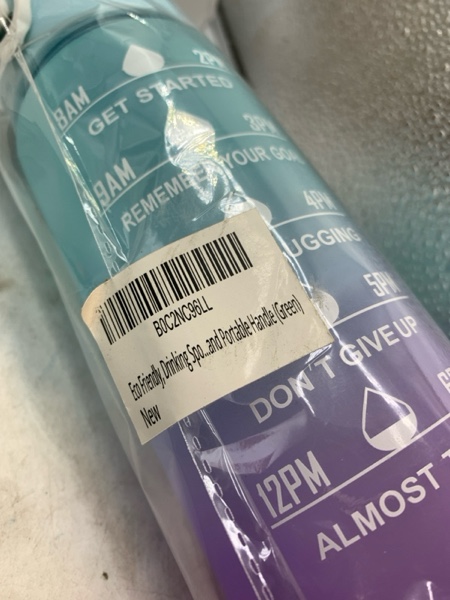 8AM
2PM
GET STARTED
9AM
3PM
REMEMBER YOUR GOAL
4PM
UGGING
B0C2NC96LL
Eco Friendly, Drinking Spo...and Portable Handle (Green)
New
5PM
DON'T GIVE UP
12PM
ALMOST